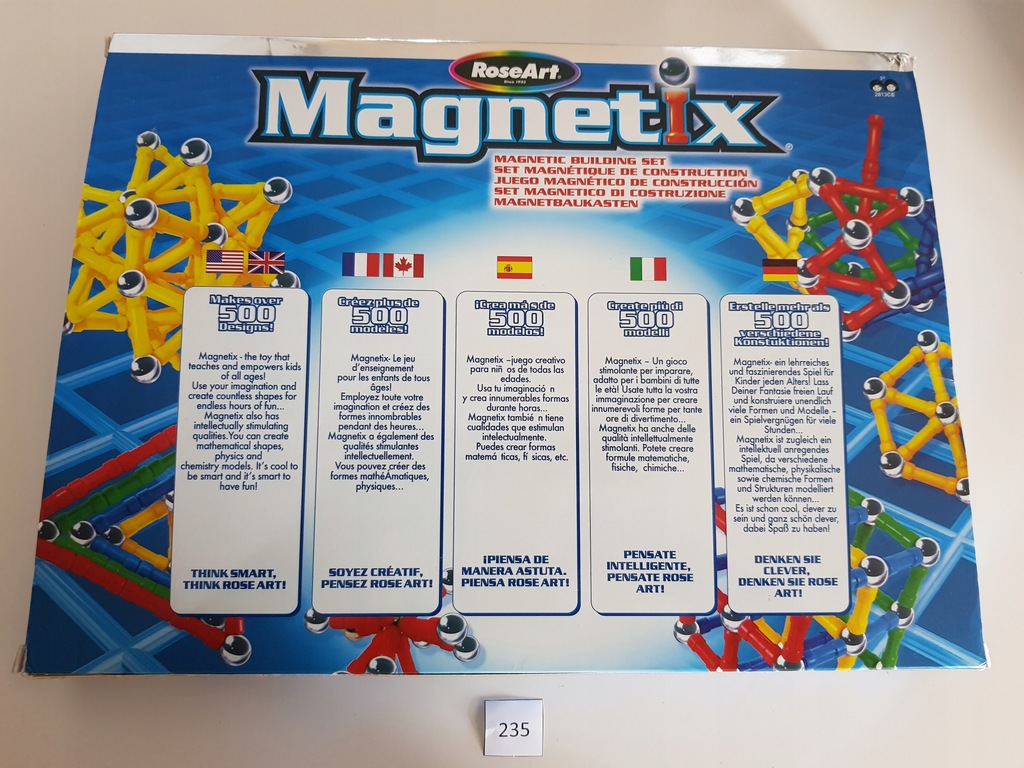 RoseArt®
Since 1923
Magnetix®
2813CE
MAGNETIC BUILDING SET
SET MAGNÉTIQUE DE CONSTRUCTION
JUEGO MAGNÉTICO DE CONSTRUCCIÓN
SET MAGNETICO DI COSTRUZIONE
MAGNETBAUKASTEN
Makes over
500
Designs!
Magnetix - the toy that
teaches and empowers kids
of all ages!
Use your imagination and
create countless shapes for
endless hours of fun...
Magnetix also has
intellectually stimulating
qualities.You can create
mathematical shapes,
physics and
chemistry models. It's cool to
be smart and it's smart to
have fun!
THINK SMART,
THINK ROSE ART!
Créez plus de
500
modeles!
Magnetix- Le jeu
d'enseignement
pour les enfants de tous
âges!
Employez toute votre
imagination et créez des
formes innombrables
pendant des heures...
Magnetix a également des
qualités stimulantes
intellectuellement.
Vous pouvez créer des
formes mathéAmatiques,
physiques...
SOYEZ CRÉATIF,
PENSEZ ROSE ART!
¡Crea má s de
500
modelos!
Magnetix –juego creativo
para niñ os de todas las
edades.
Usa tu imaginació n
y crea innumerables formas
durante horas...
Magnetix tambié n tiene
cualidades que estimulan
intelectualmente.
Puedes crear formas
matemá ticas, fí sicas, etc.
¡PIENSA DE
MANERA ASTUTA.
PIENSA ROSE ART!
Create piú di
500
modelli
Magnetix – Un gioco
stimolante per imparare,
adatto per i bambini di tutte
le età! Usate tutta la vostra
immaginazione per creare
innumerevoli forme per tante
ore di divertimento...
Magnetix ha anche delle
qualità intellettualmente
stimolanti. Potete creare
formule matematiche,
fisiche, chimiche...
PENSATE
INTELLIGENTE,
PENSATE ROSE
ART!
Erstelle mehr als
500
verschiedene
Konstuktionen!
Magnetix- ein lehrreiches
und faszinierendes Spiel für
Kinder jeden Alters! Lass
Deiner Fantasie freien Lauf
und konstruiere unendlich
viele Formen und Modelle –
ein Spielvergnügen für viele
Stunden...
Magnetix ist zugleich ein
intellektuell anregendes
Spiel, da verschiedene
mathematische, physikalische
sowie chemische Formen
und Strukturen modelliert
werden können...
Es ist schon cool, clever zu
sein und ganz schön clever,
dabei Spaß zu haben!
DENKEN SIE
CLEVER,
DENKEN SIE ROSE
ART!
235